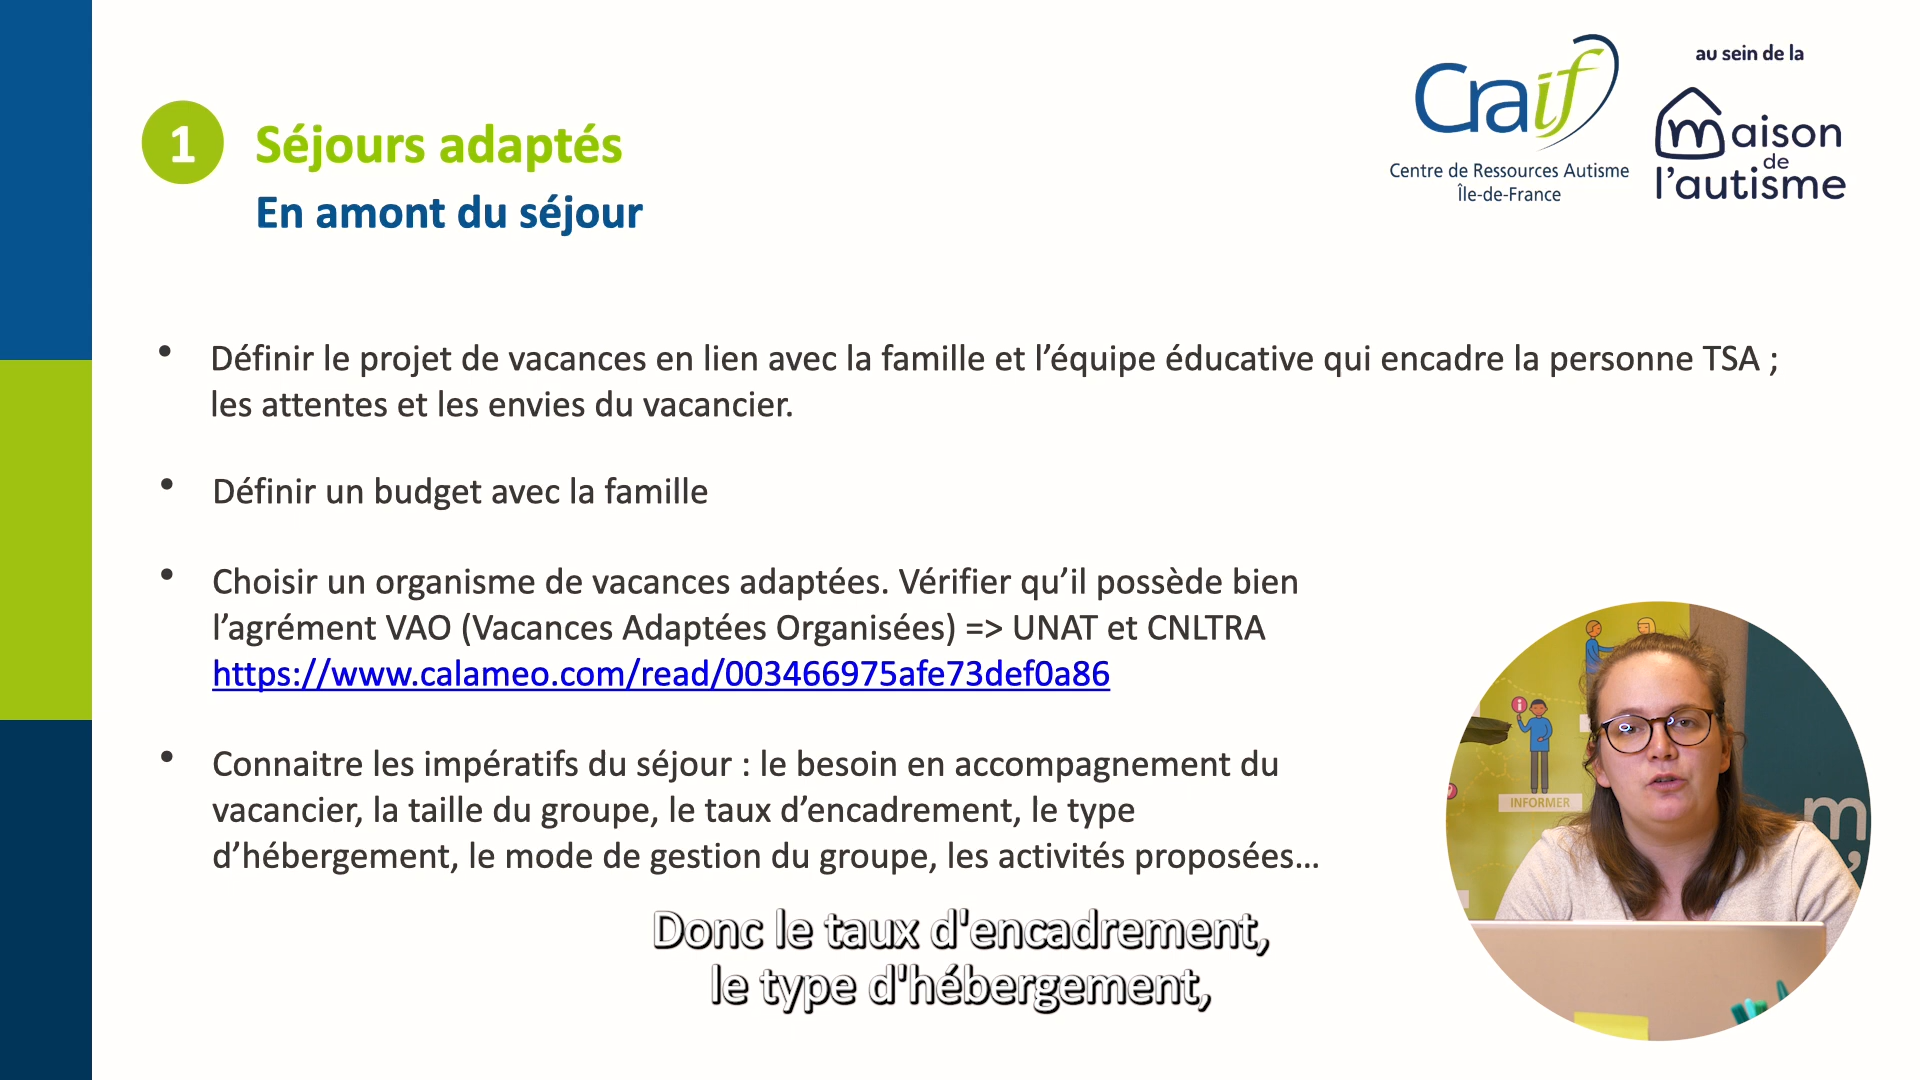 1 Séjours adaptés
En amont du séjour
Craif
Centre de Ressources Autisme
Île-de-France
au sein de la
maison
de
l'autisme
• Définir le projet de vacances en lien avec la famille et l’équipe éducative qui encadre la personne TSA ;
les attentes et les envies du vacancier.
• Définir un budget avec la famille
• Choisir un organisme de vacances adaptées. Vérifier qu’il possède bien
l’agrément VAO (Vacances Adaptées Organisées) => UNAT et CNLTRA
https://www.calameo.com/read/003466975afe73def0a86
• Connaitre les impératifs du séjour : le besoin en accompagnement du
vacancier, la taille du groupe, le taux d’encadrement, le type
d’hébergement, le mode de gestion du groupe, les activités proposées…
INFORMER
m
Donc le taux d'encadrement,
le type d'hébergement,